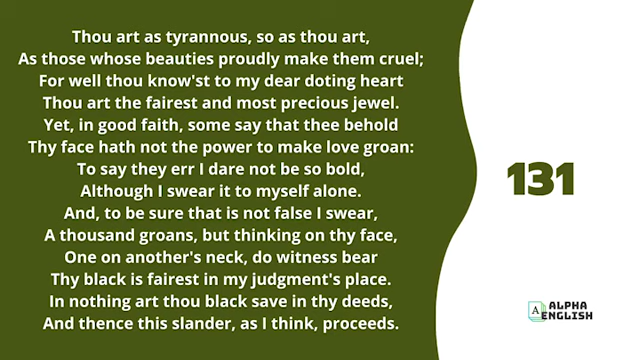 Thou art as tyrannous, so as thou art,
As those whose beauties proudly make them cruel;
For well thou know'st to my dear doting heart
Thou art the fairest and most precious jewel.
Yet, in good faith, some say that thee behold
Thy face hath not the power to make love groan:
To say they err I dare not be so bold,
Although I swear it to myself alone.
And, to be sure that is not false I swear,
A thousand groans, but thinking on thy face,
One on another's neck, do witness bear
Thy black is fairest in my judgment's place.
In nothing art thou black save in thy deeds,
And thence this slander, as I think, proceeds.
131
A
ALPHA
ENGLISH